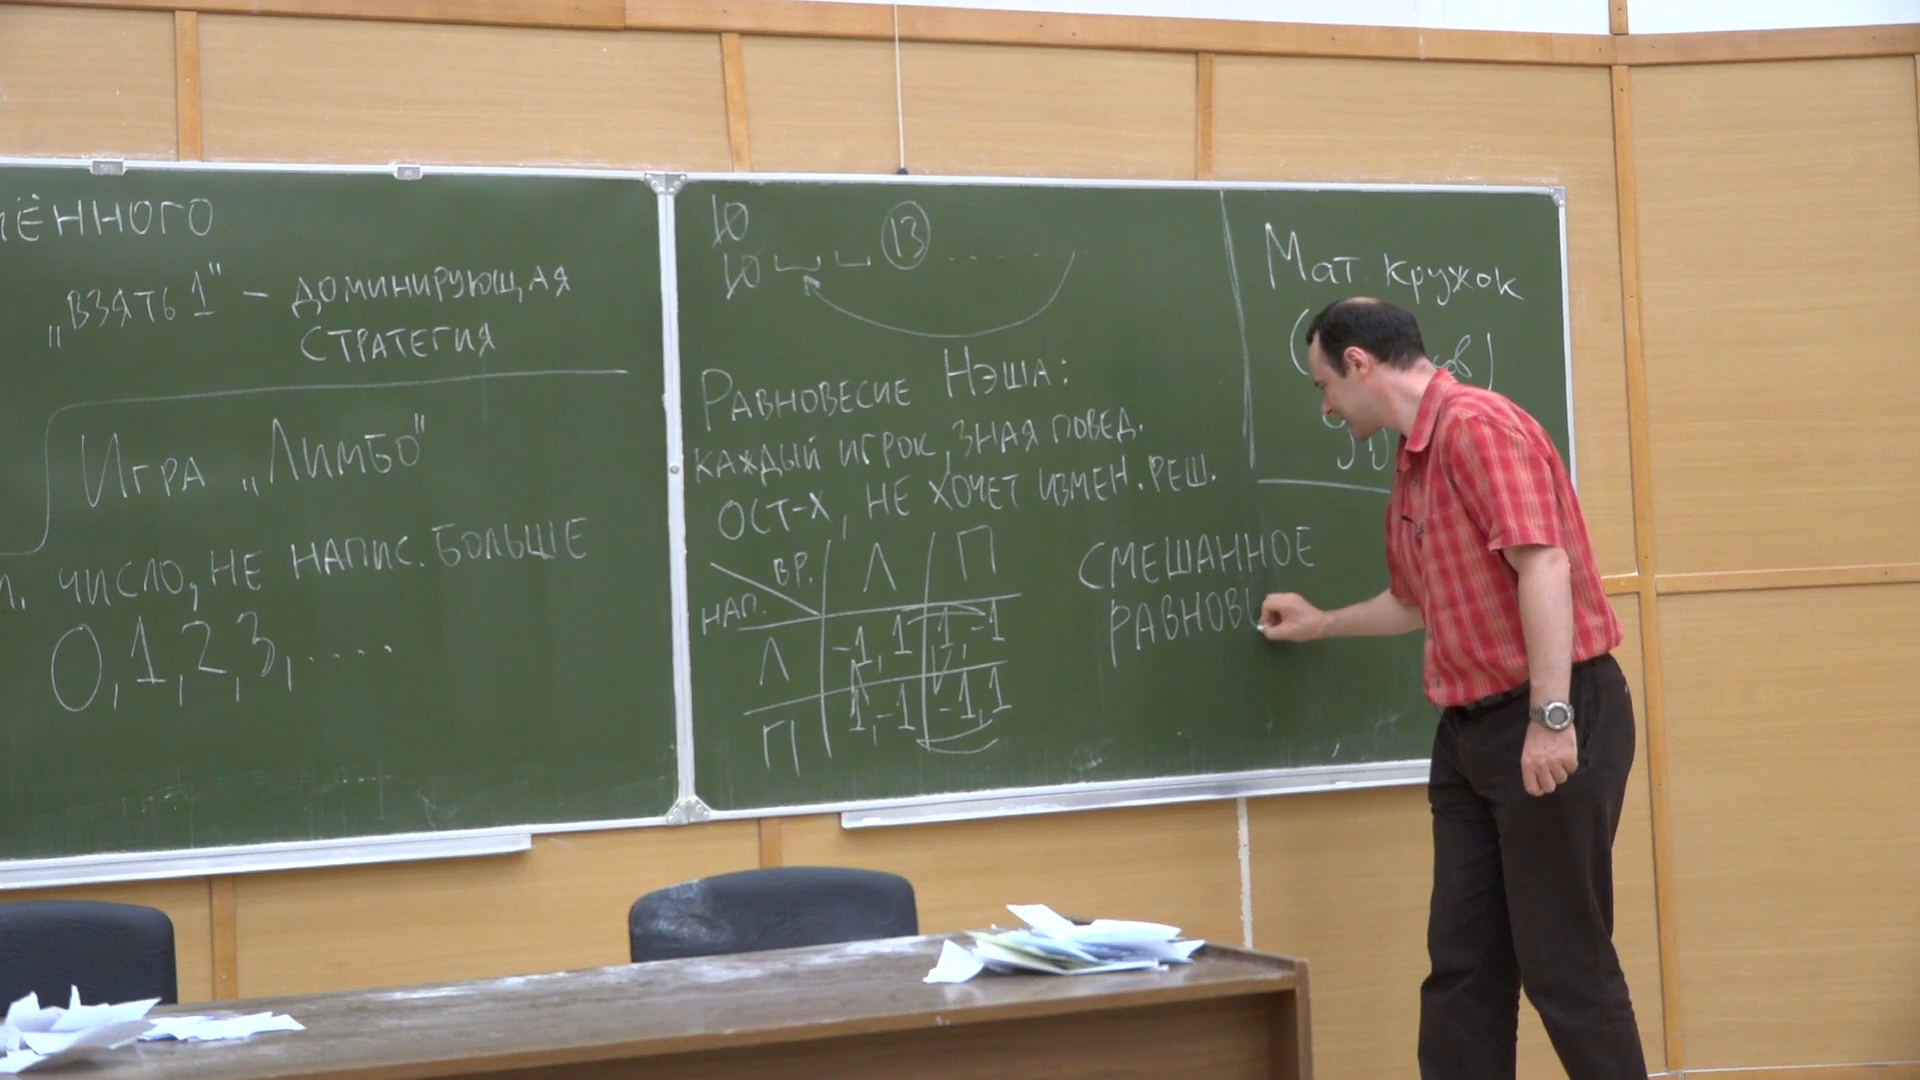 ЁННОГО
„ВЗЯТЬ 1" – ДОМИНИРУЮЩАЯ
СТРАТЕГИЯ
ИГРА „ЛИМБО"
ЧИСЛО, НЕ НАПИС. БОЛЬШЕ
0, 1, 2, 3, .....
10
10 13 .....
РАВНОВЕСИЕ НЭША:
КАЖДЫЙ ИГРОК, ЗНАЯ ПОВЕД.
ОСТ-Х, НЕ ХОЧЕТ ИЗМЕН. РЕШ.
ВР. Л П
НАП.
Л -1, 1 1, -1
П 1, -1 -1, 1
Мат. кружок
СМЕШАННОЕ
РАВНОВ